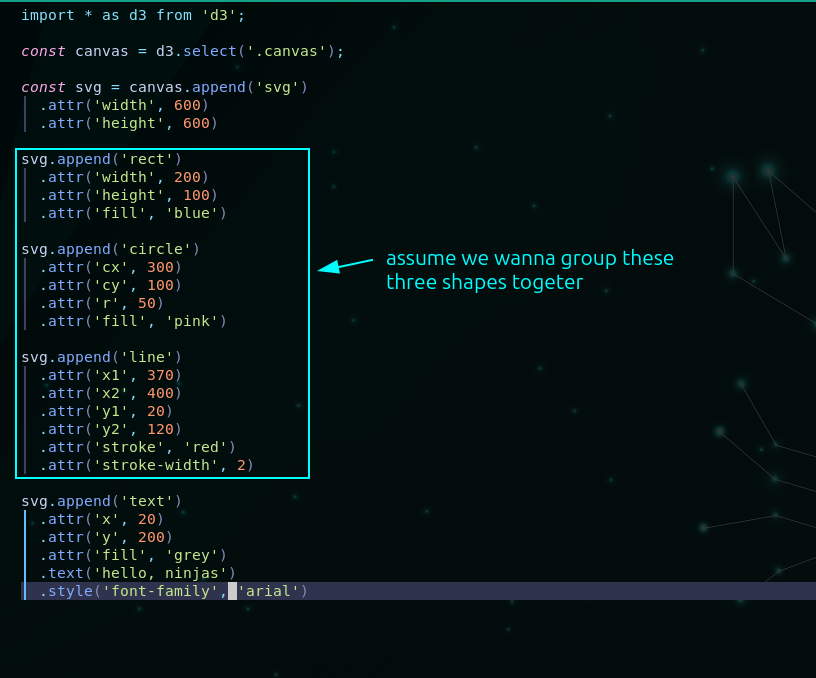 import * as d3 from 'd3';
const canvas = d3.select('.canvas');
const svg = canvas.append('svg')
.attr('width', 600)
.attr('height', 600)
svg.append('rect')
.attr('width', 200)
.attr('height', 100)
.attr('fill', 'blue')
svg.append('circle')
.attr('cx', 300)
.attr('cy', 100)
.attr('r', 50)
.attr('fill', 'pink')
assume we wanna group these
three shapes togeter
svg.append('line')
.attr('x1', 370)
.attr('x2', 400)
.attr('y1', 20)
.attr('y2', 120)
.attr('stroke', 'red')
.attr('stroke-width', 2)
svg.append('text')
.attr('x', 20)
.attr('y', 200)
.attr('fill', 'grey')
.text('hello, ninjas')
.style('font-family', 'arial')